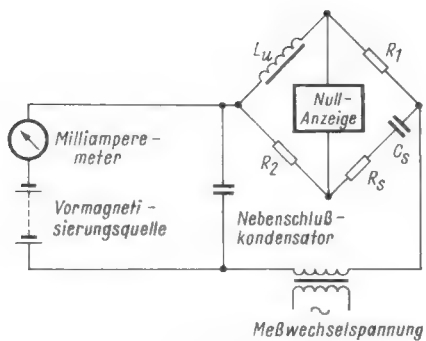 Lᵤ
R₁
Null-
Anzeige
Milliampere-
meter
R₂
Cₛ
Rₛ
Vormagneti-
sierungsquelle
Nebenschluß-
kondensator
Meßwechselspannung